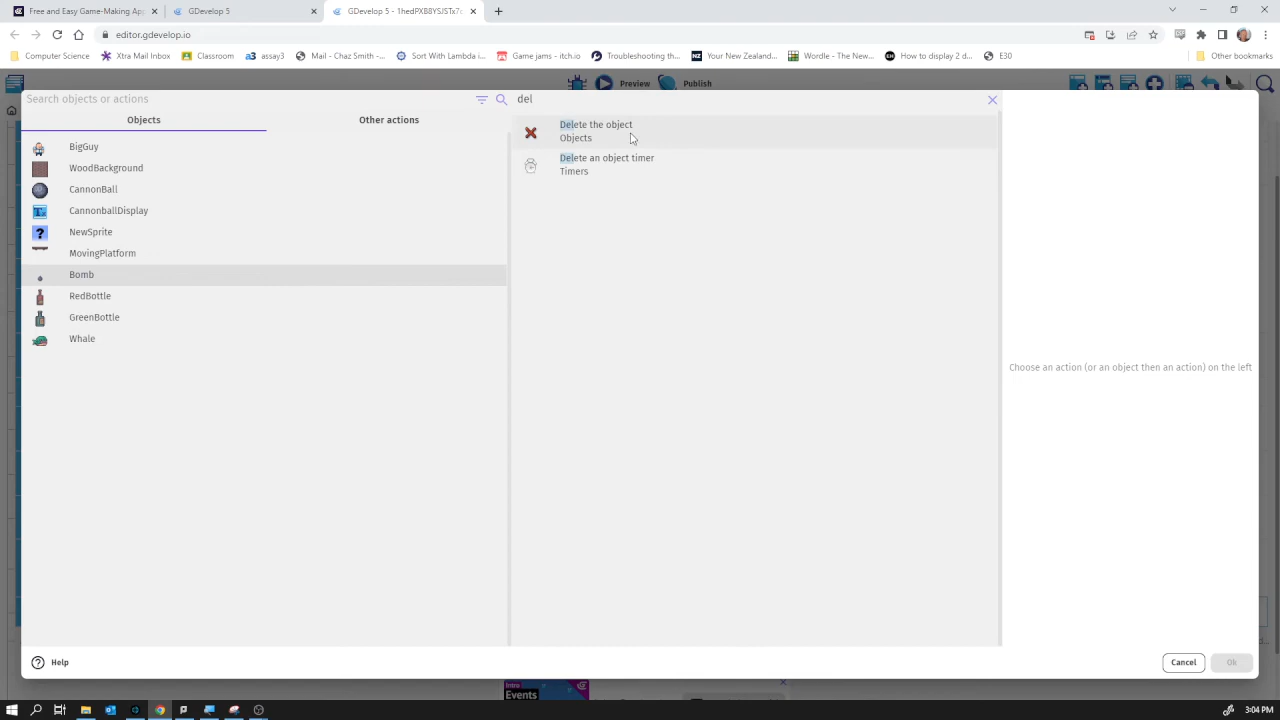 Free and Easy Game-Making Ap
GDevelop 5
GDevelop 5 - 1hedPXB8YSJSTx7
editor.gdevelop.io
Computer Science
Xtra Mail Inbox
Classroom
assay3
Mail - Chaz Smith -...
Sort With Lambda i...
Game jams - itch.io
Troubleshooting th...
Your New Zealand...
Wordle - The New...
How to display 2 d...
E30
Other bookmarks
Preview
Publish
Search objects or actions
del
Objects
Other actions
Delete the object
Objects
Delete an object timer
Timers
BigGuy
WoodBackground
CannonBall
CannonballDisplay
NewSprite
MovingPlatform
Bomb
RedBottle
GreenBottle
Whale
Choose an action (or an object then an action) on the left
Help
Cancel
Ok
Intro
Events
3:04 PM